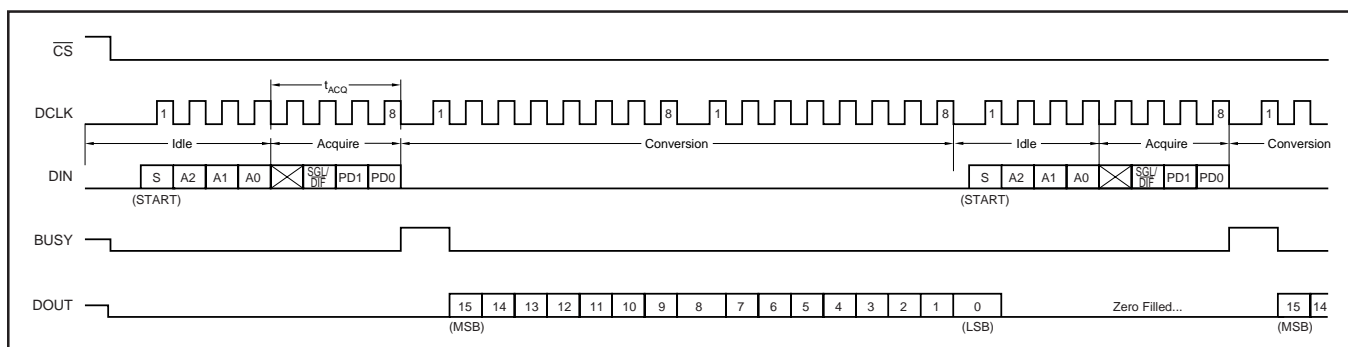 CS
tACQ
DCLK 1 8 1 8 1 8 1 8 1
Idle Acquire Conversion Idle Acquire Conversion
DIN S A2 A1 A0 SGL/DIF PD1 PD0 S A2 A1 A0 SGL/DIF PD1 PD0
(START) (START)
BUSY
DOUT 15 14 13 12 11 10 9 8 7 6 5 4 3 2 1 0 Zero Filled... 15 14
(MSB) (LSB) (MSB)